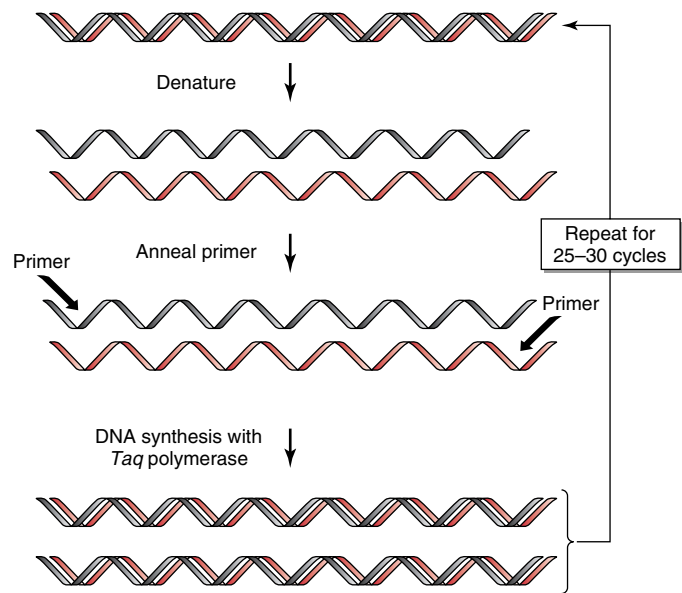 Denature
Anneal primer
Repeat for
25–30 cycles
Primer
Primer
DNA synthesis with
Taq polymerase